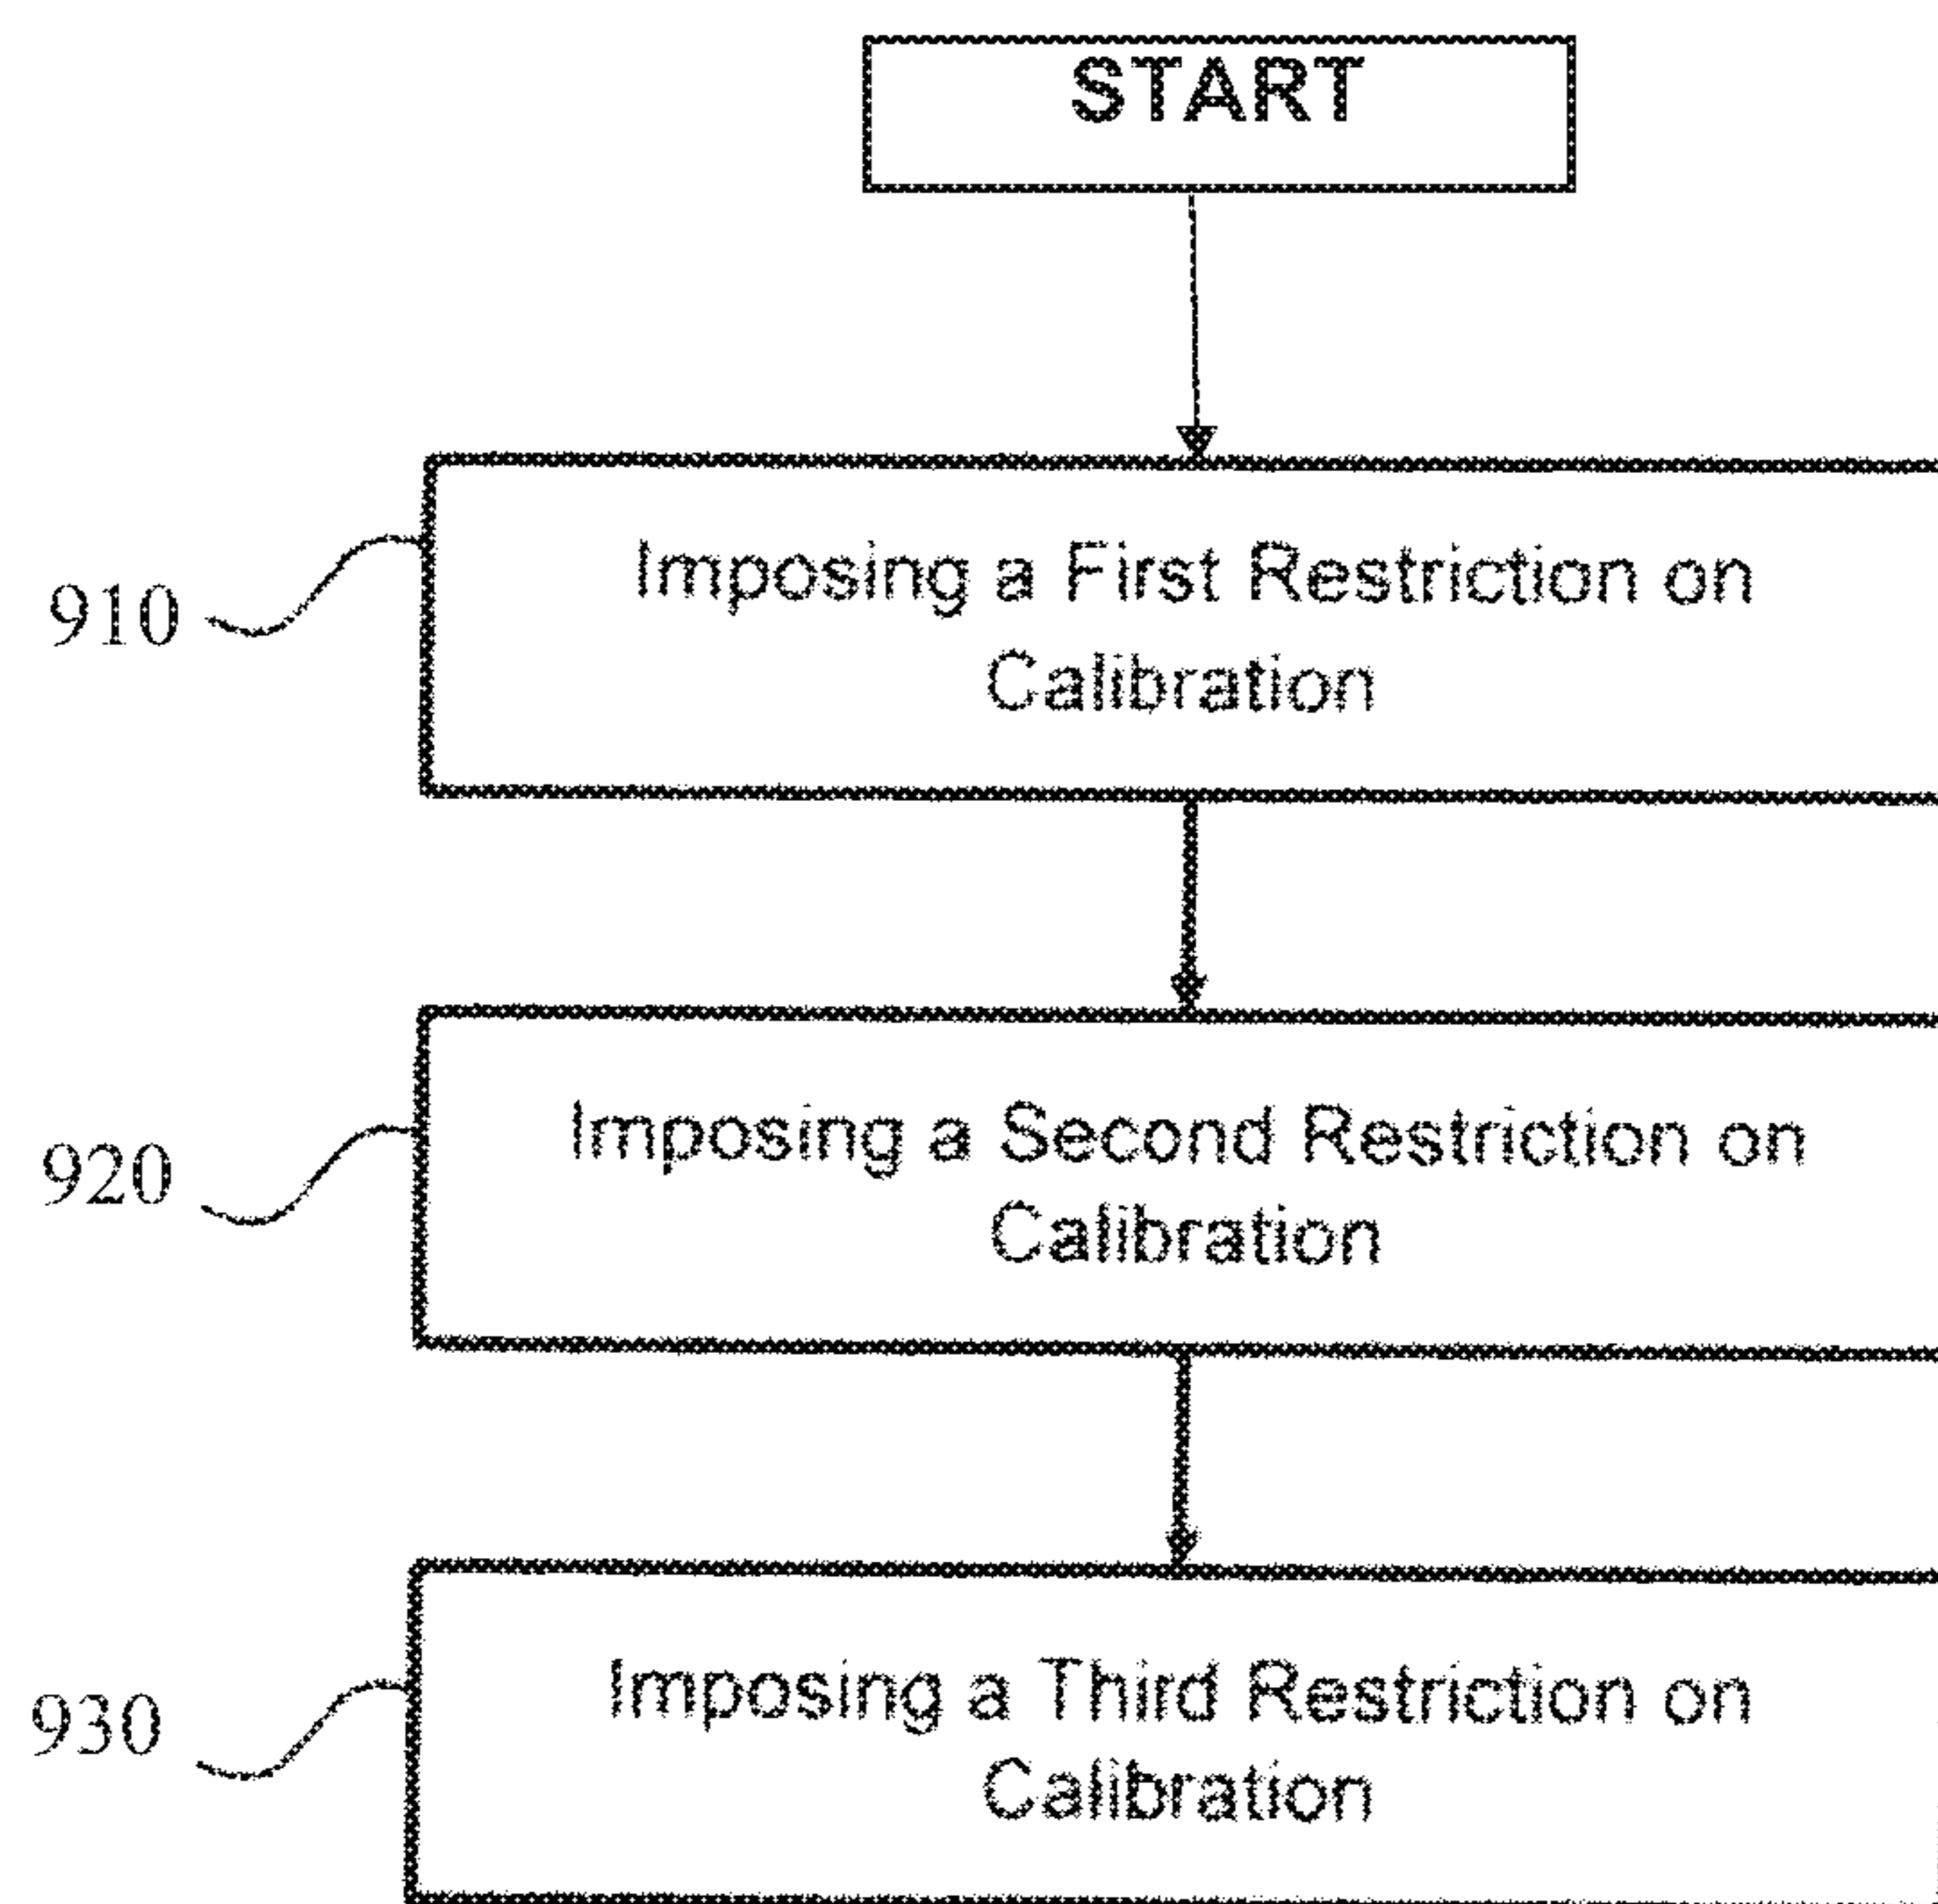 START
910
Imposing a First Restriction on
Calibration
920
Imposing a Second Restriction on
Calibration
930
Imposing a Third Restriction on
Calibration